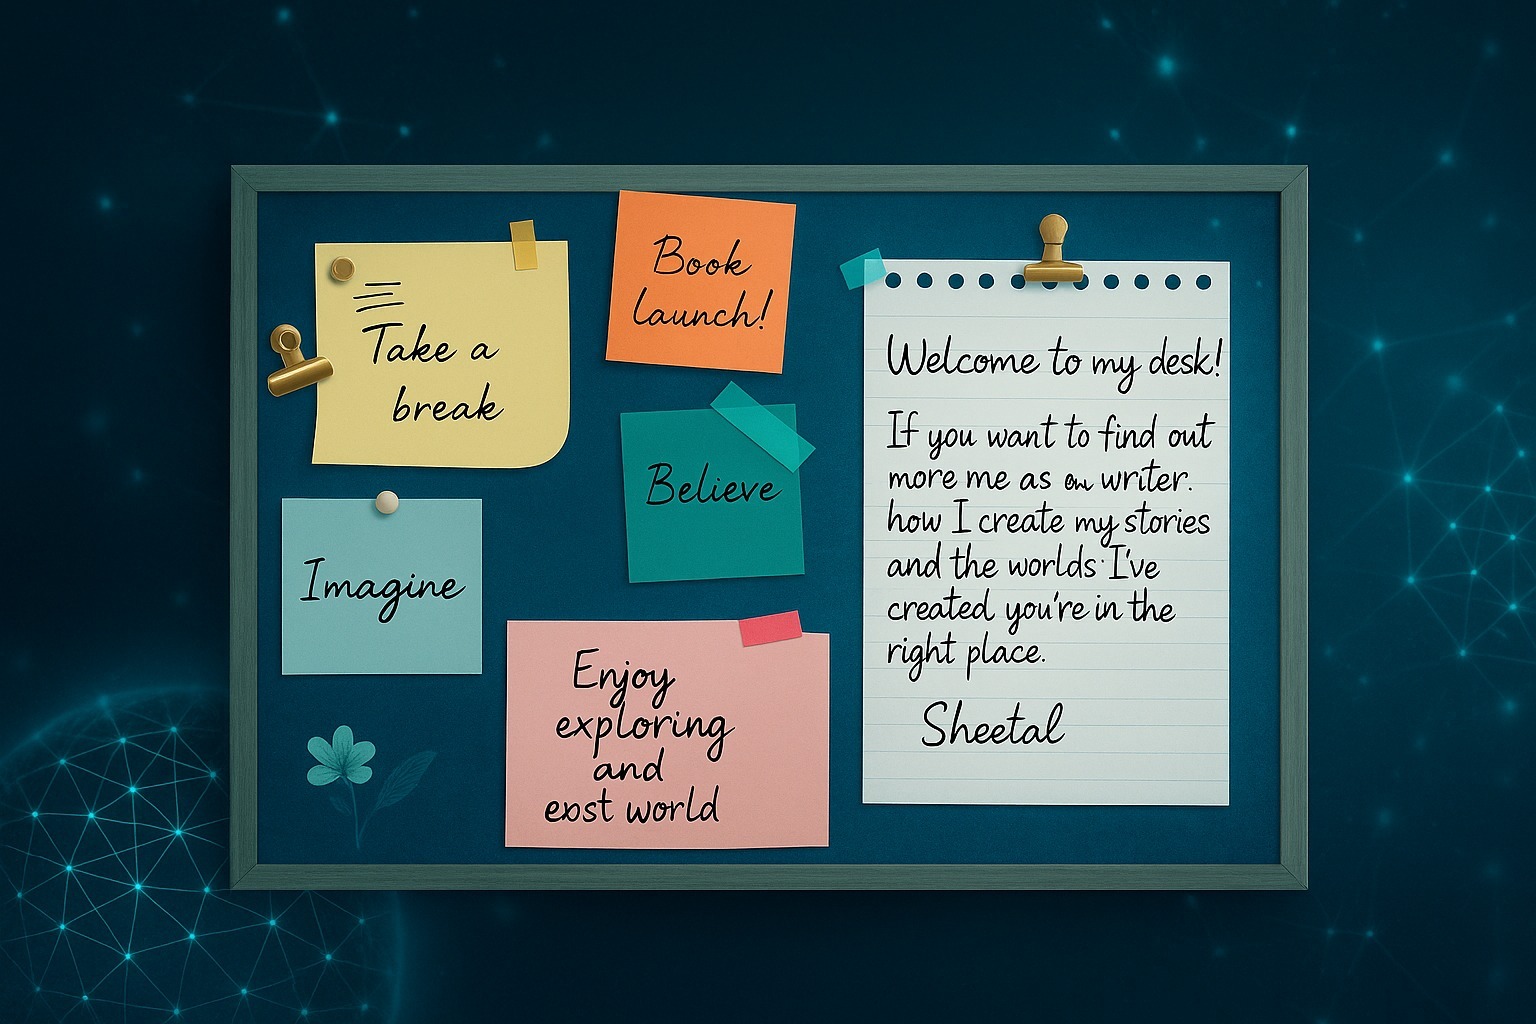 Take a
break
Book
launch!
Believe
Imagine
Enjoy
exploring
and
world
Welcome to my desk!
If you want to find out
more me as writer.
how I create my stories
and the worlds I've
created you're in the
right place.
Sheetal